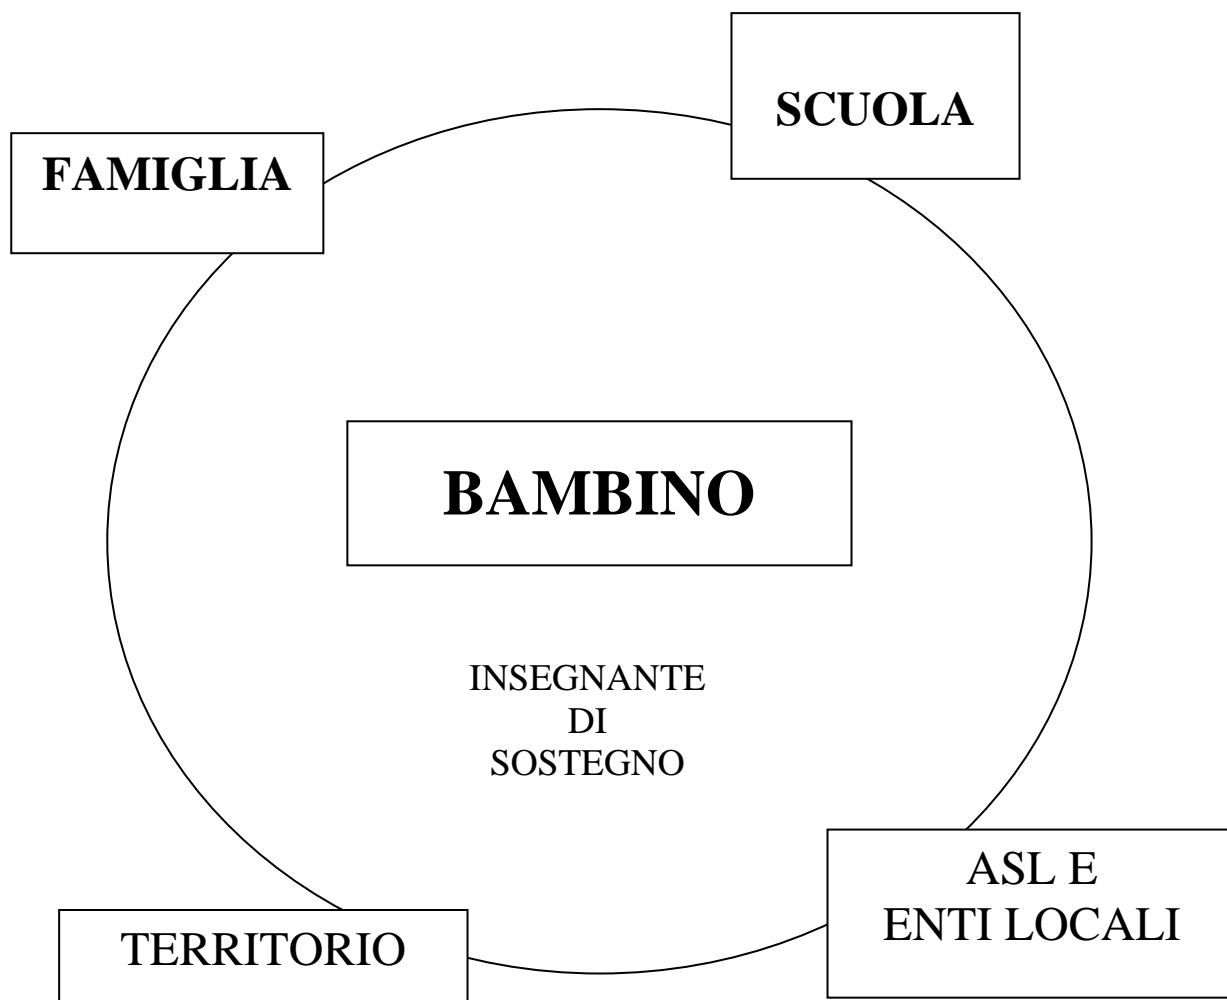 SCUOLA
FAMIGLIA
BAMBINO
INSEGNANTE
DI
SOSTEGNO
ASL E
ENTI LOCALI
TERRITORIO